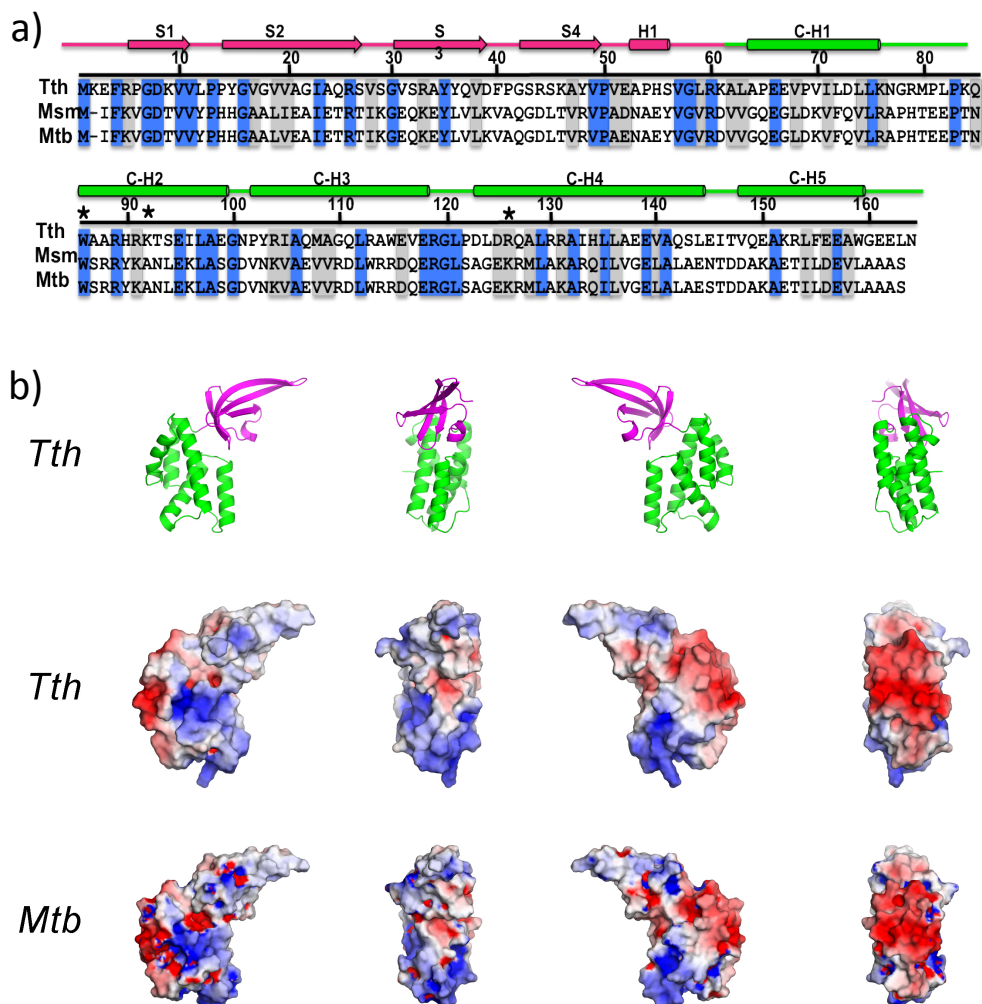 a)
S1 S2 S S4 H1 C-H1
3
10 20 30 40 50 60 70 80
Tth MKEFRPGDKVVLPPYGVGVVAGIAQRSVSGVSRAYYQVDFPGSRSKAYVPVEAPHSVGLRKALAPEEVPVILDLLKNGRMPLPKQ
Msm M-IFKVGDTVVYPHHGAALIEAIETRTIKGEQKEYLVLKVAQGDLTVRVPADNAEYVGVRDVVGQEGLDKVFQVLRAPHTEEPTN
Mtb M-IFKVGDTVVYPHHGAALVEAIETRTIKGEQKEYLVLKVAQGDLTVRVPADNAEYVGVRDVVGQEGLDKVFQVLRAPHTEEPTN
C-H2 C-H3 C-H4 C-H5
* 90 * 100 110 120 * 130 140 150 160
Tth WAARHRKTSEILAEGNPYRIAQMAGQLRAWEVERGLPDLDRQALRRAIHLLAEEVAQSLEITVQEAKRLFEEAWGEELN
Msm WSRRYKANLEKLASGDVNKVAEVVRDLWRRDQERGLSAGEKRMLAKARQILVGELALAENTDDAKAETILDEVLAAAS
Mtb WSRRYKANLEKLASGDVNKVAEVVRDLWRRDQERGLSAGEKRMLAKARQILVGELALAESTDDAKAETILDEVLAAAS
b)
Tth
Tth
Mtb